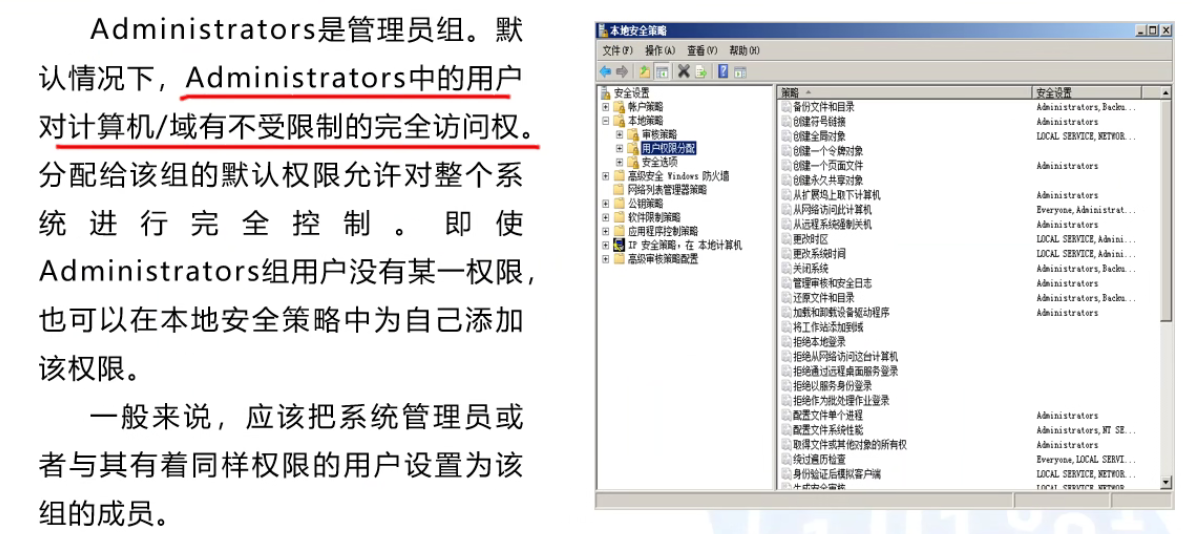 Administrators是管理员组。默
认情况下，Administrators中的用户
对计算机/域有不受限制的完全访问权。
分配给该组的默认权限允许对整个系
统进行完全控制。即使
Administrators组用户没有某一权限，
也可以在本地安全策略中为自己添加
该权限。
一般来说，应该把系统管理员或
者与其有着同样权限的用户设置为该
组的成员。
本地安全策略
文件(F) 操作(A) 查看(V) 帮助(H)
安全设置
帐户策略
本地策略
审核策略
用户权限分配
安全选项
高级安全 Windows 防火墙
网络列表管理器策略
公钥策略
软件限制策略
应用程序控制策略
IP 安全策略，在 本地计算机
高级审核策略配置
策略 安全设置
备份文件和目录 Administrators,Backu...
创建符号链接 Administrators
创建全局对象 LOCAL SERVICE,NETWOR...
创建一个令牌对象
创建一个页面文件 Administrators
创建永久共享对象
从扩展坞上取下计算机 Administrators
从网络访问此计算机 Everyone,Administrat...
从远程系统强制关机 Administrators
更改时区 LOCAL SERVICE,Admini...
更改系统时间 LOCAL SERVICE,Admini...
关闭系统 Administrators,Backu...
管理审核和安全日志 Administrators
还原文件和目录 Administrators,Backu...
加载和卸载设备驱动程序 Administrators
将工作站添加到域
拒绝本地登录
拒绝从网络访问这台计算机
拒绝通过远程桌面服务登录
拒绝以服务身份登录
拒绝作为批处理作业登录
配置文件单个进程 Administrators
配置文件系统性能 Administrators,NT SE...
取得文件或其他对象的所有权 Administrators
绕过遍历检查 Everyone,LOCAL SERVI...
身份验证后模拟客户端 LOCAL SERVICE,NETWOR...
生成安全审核 LOCAL SERVICE,NETWOR...